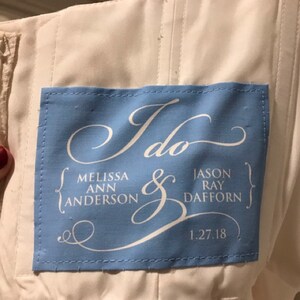 I do
MELISSA
ANN
ANDERSON
&
JASON
RAY
DAFFORN
1.27.18